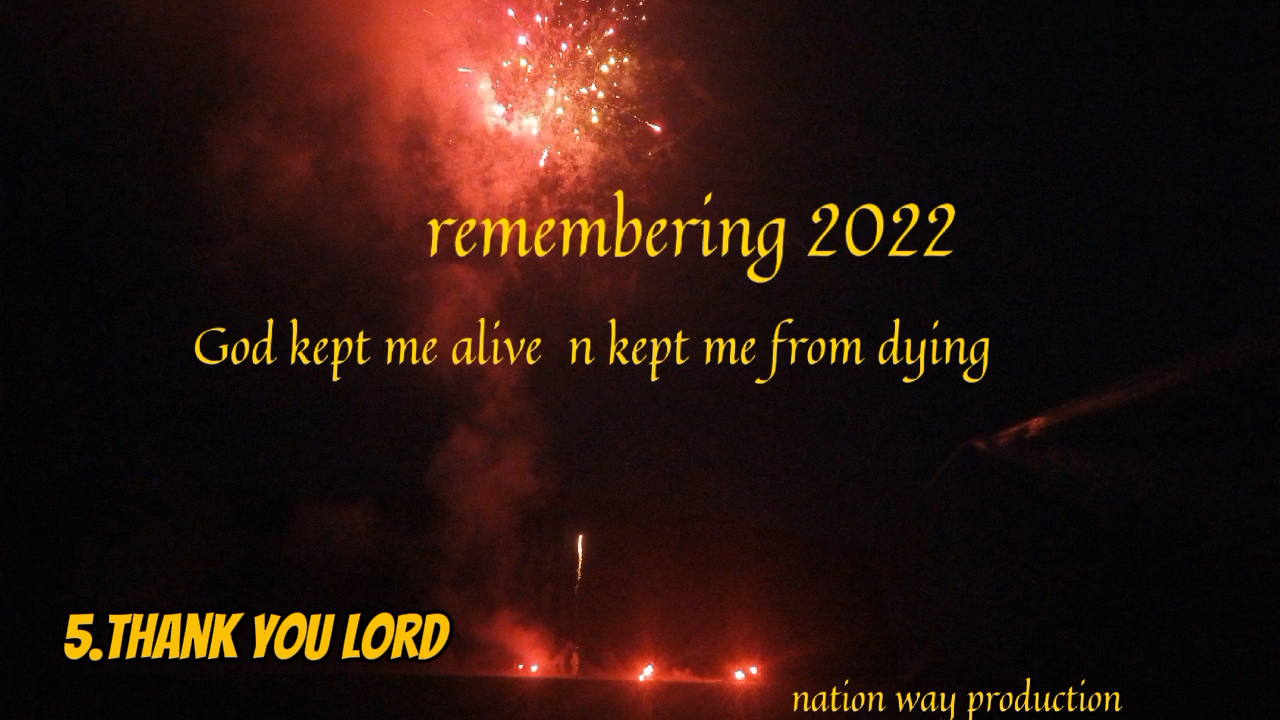 remembering 2022
God kept me alive n kept me from dying
5.THANK YOU LORD
nation way production